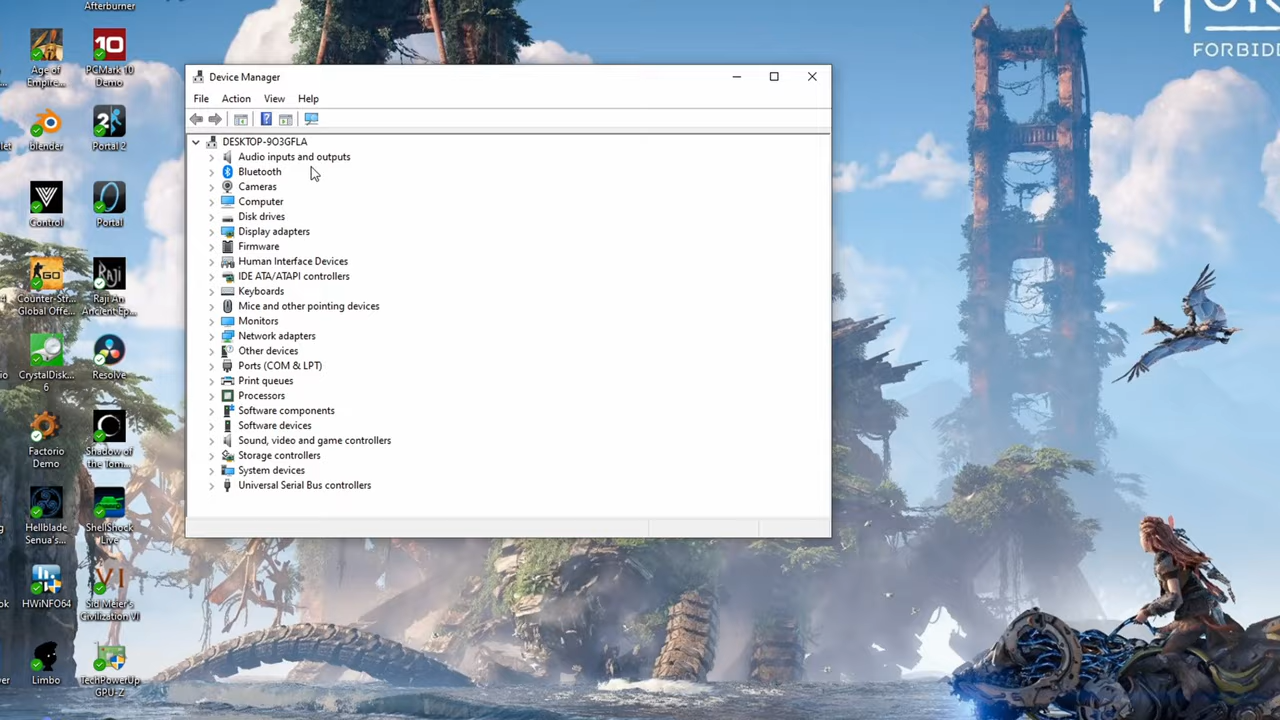 Afterburner
Age of
Empire...
PCMark 10
Demo
blender
Portal 2
Control
Portal
Counter-Str...
Global Offe...
Raji An
Ancient Ep...
CrystalDisk...
6
Resolve
Factorio
Demo
Shadow of
the Tom...
Hellblade
Senua's...
ShellShock
Live
HWiNFO64
Sid Meier's
Civilization VI
Limbo
TechPowerUp
GPU-Z
Device Manager
File Action View Help
DESKTOP-9O3GFLA
Audio inputs and outputs
Bluetooth
Cameras
Computer
Disk drives
Display adapters
Firmware
Human Interface Devices
IDE ATA/ATAPI controllers
Keyboards
Mice and other pointing devices
Monitors
Network adapters
Other devices
Ports (COM & LPT)
Print queues
Processors
Software components
Software devices
Sound, video and game controllers
Storage controllers
System devices
Universal Serial Bus controllers